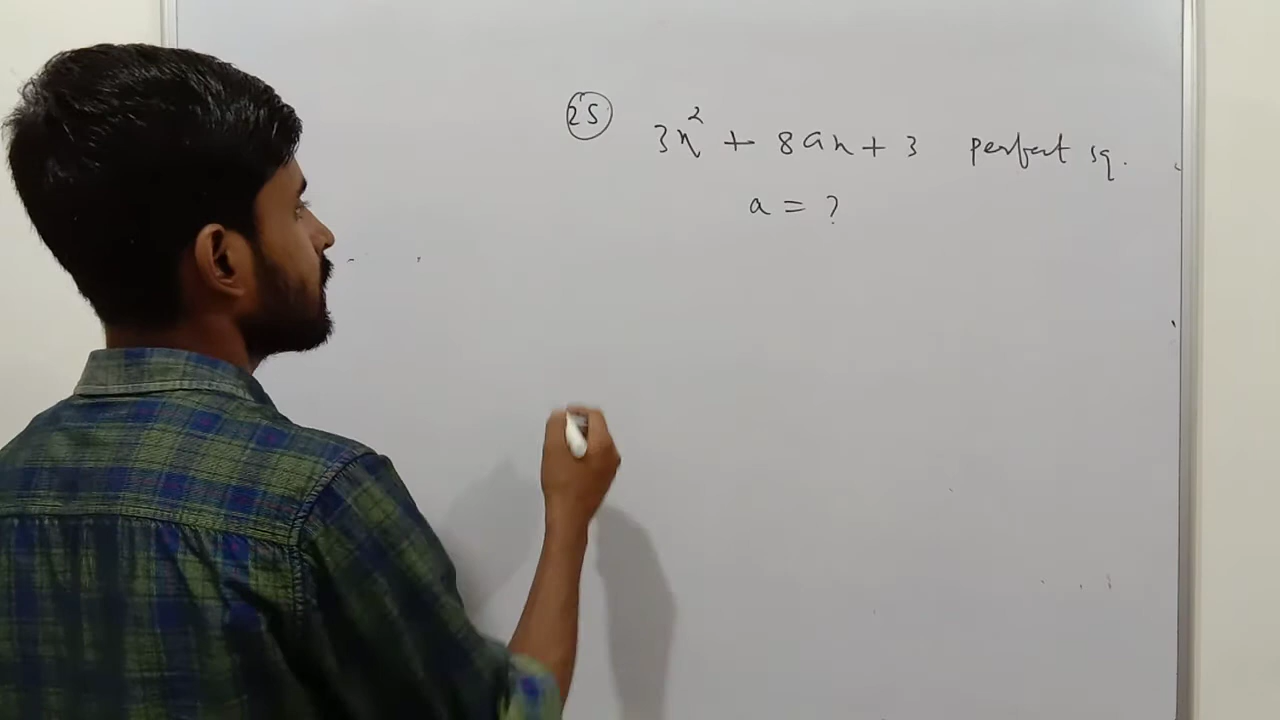 25 3x² + 8ax + 3 perfect sq.
a = ?